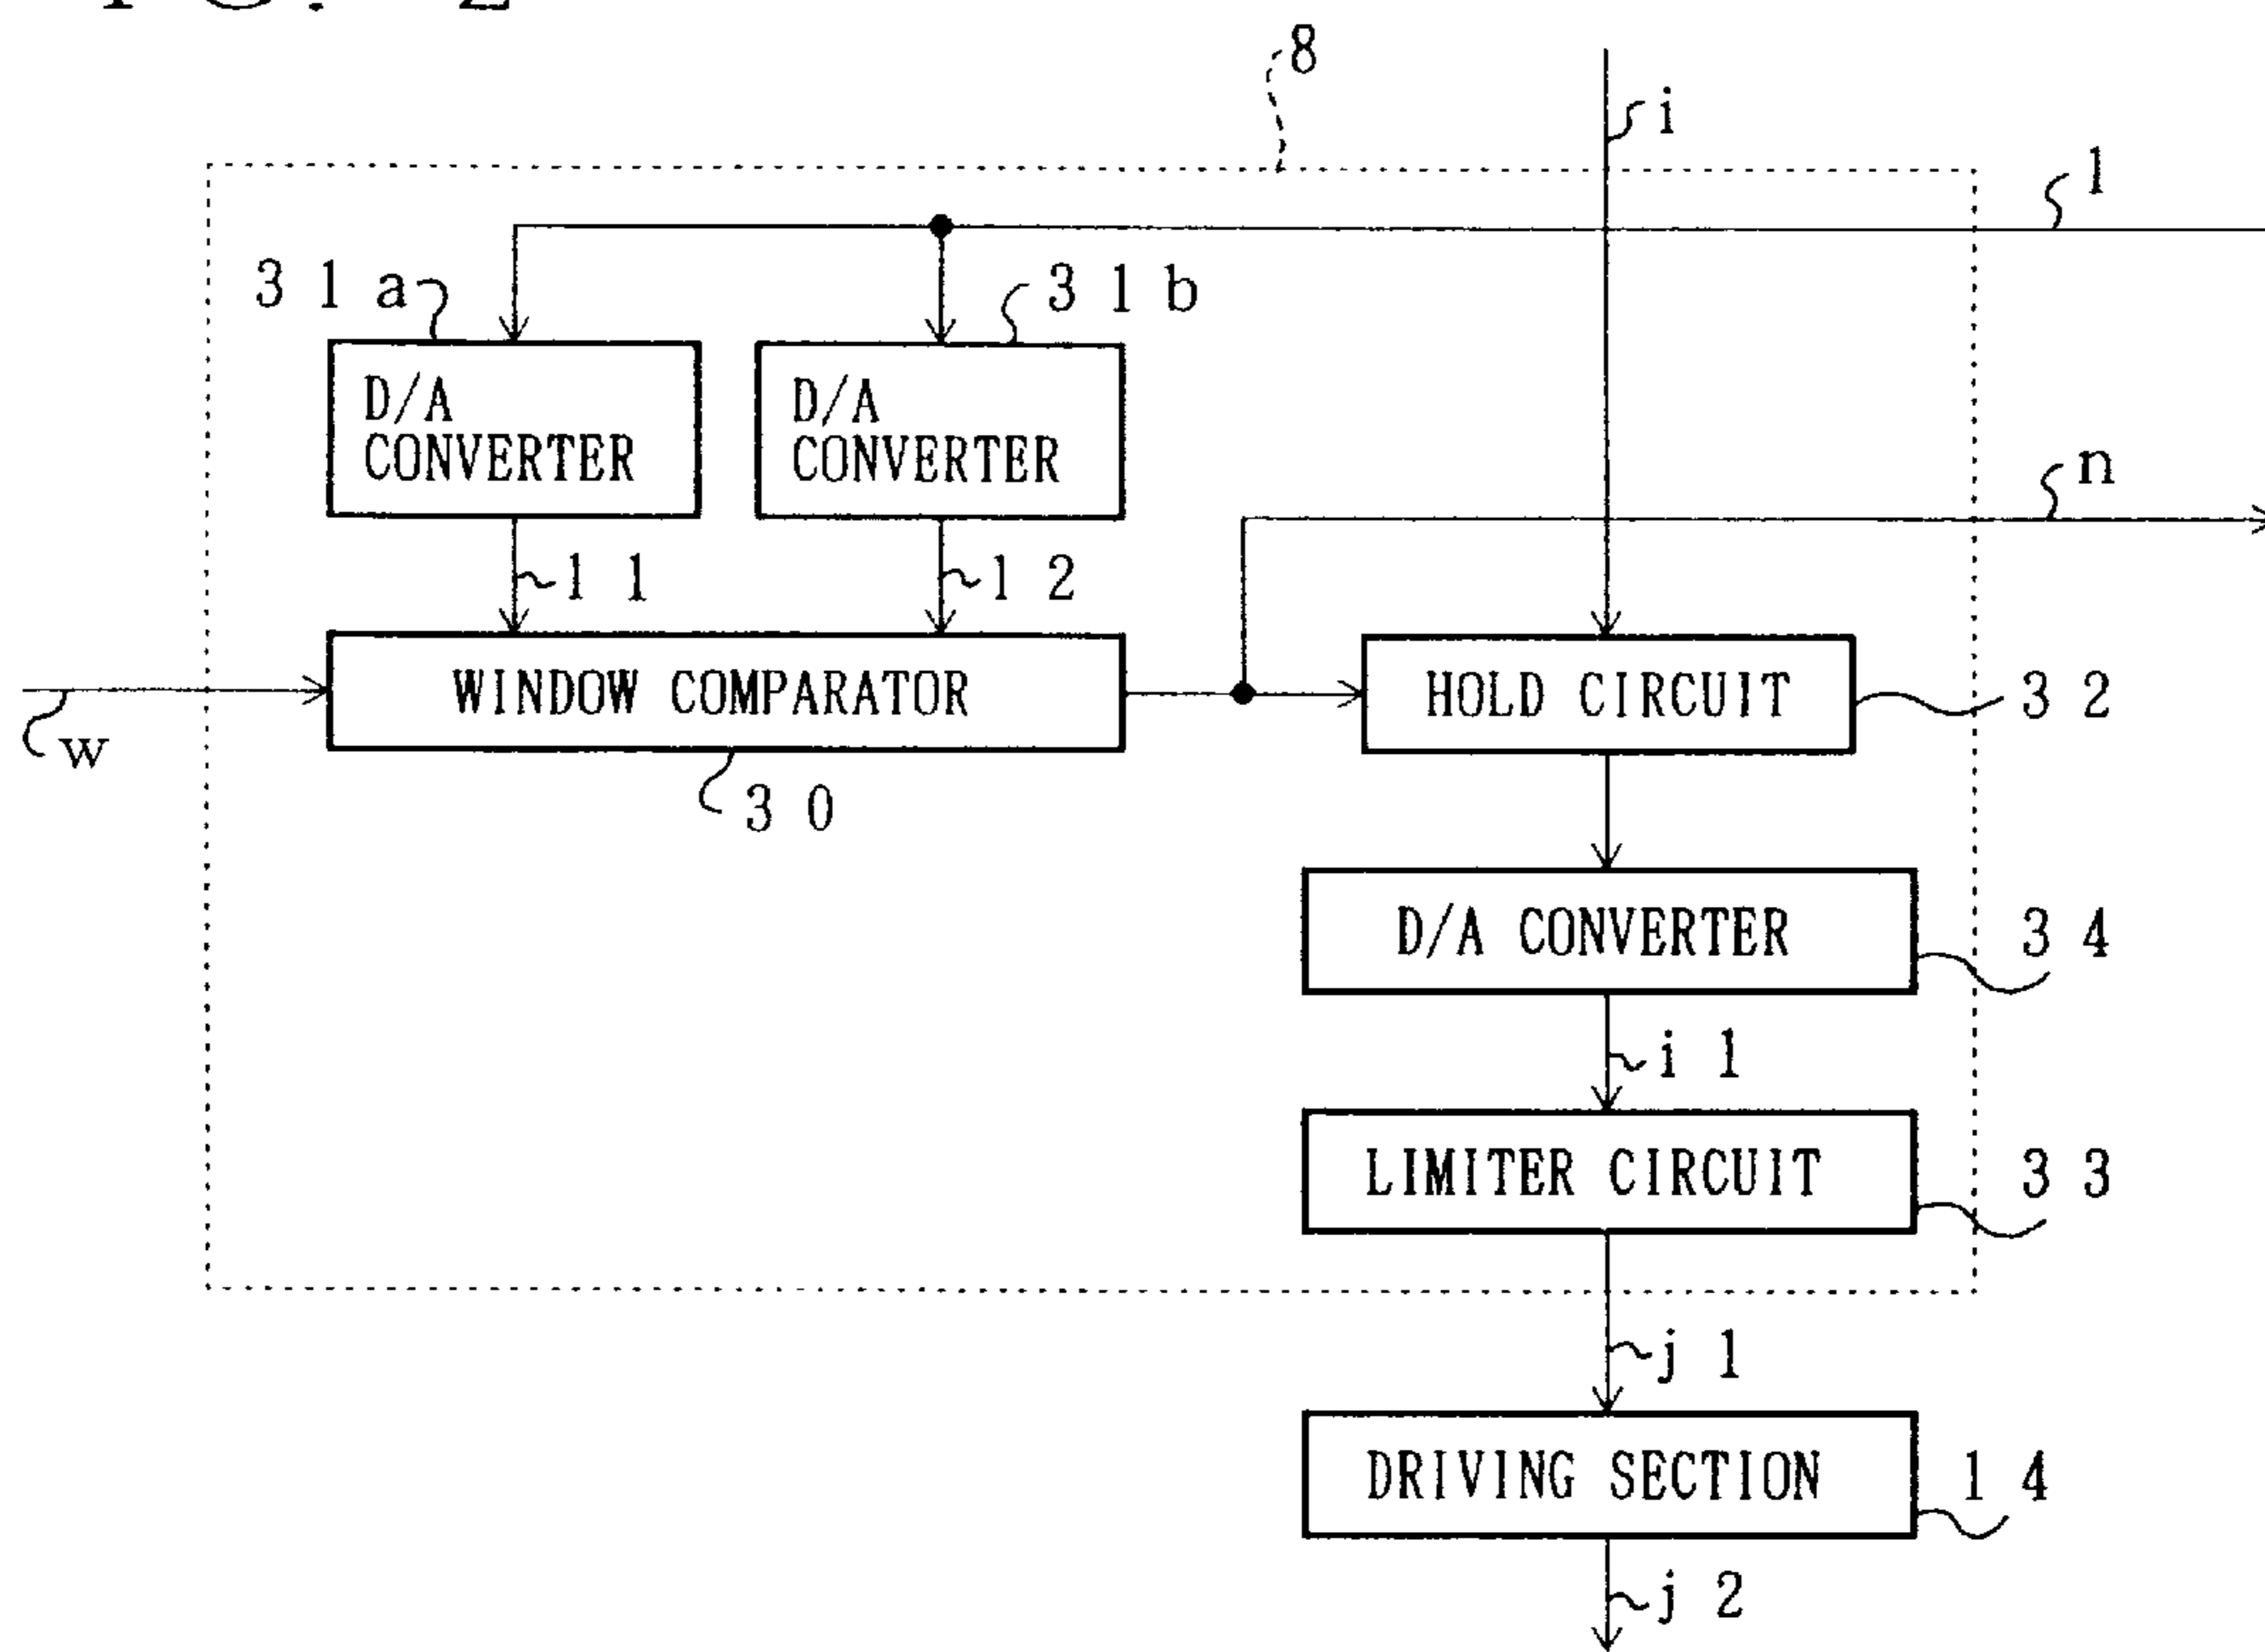 8
i
1
3 1 a
3 1 b
D/A
CONVERTER
D/A
CONVERTER
n
1 1
1 2
WINDOW COMPARATOR
HOLD CIRCUIT
3 2
w
3 0
D/A CONVERTER
3 4
i 1
LIMITER CIRCUIT
3 3
j 1
DRIVING SECTION
1 4
j 2